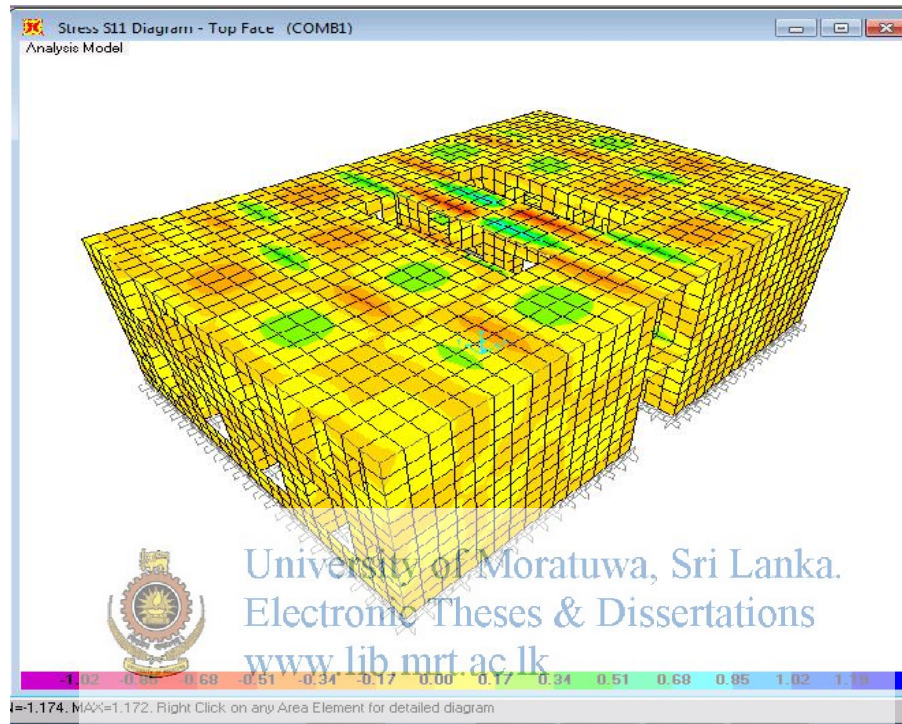 Stress S11 Diagram - Top Face (COMB1)
Analysis Model
University of Moratuwa, Sri Lanka.
Electronic Theses & Dissertations
www.lib.mrt.ac.lk
-1.02 -0.85 -0.68 -0.51 -0.34 -0.17 0.00 0.17 0.34 0.51 0.68 0.85 1.02 1.19
N=-1.174, MAX=1.172. Right Click on any Area Element for detailed diagram